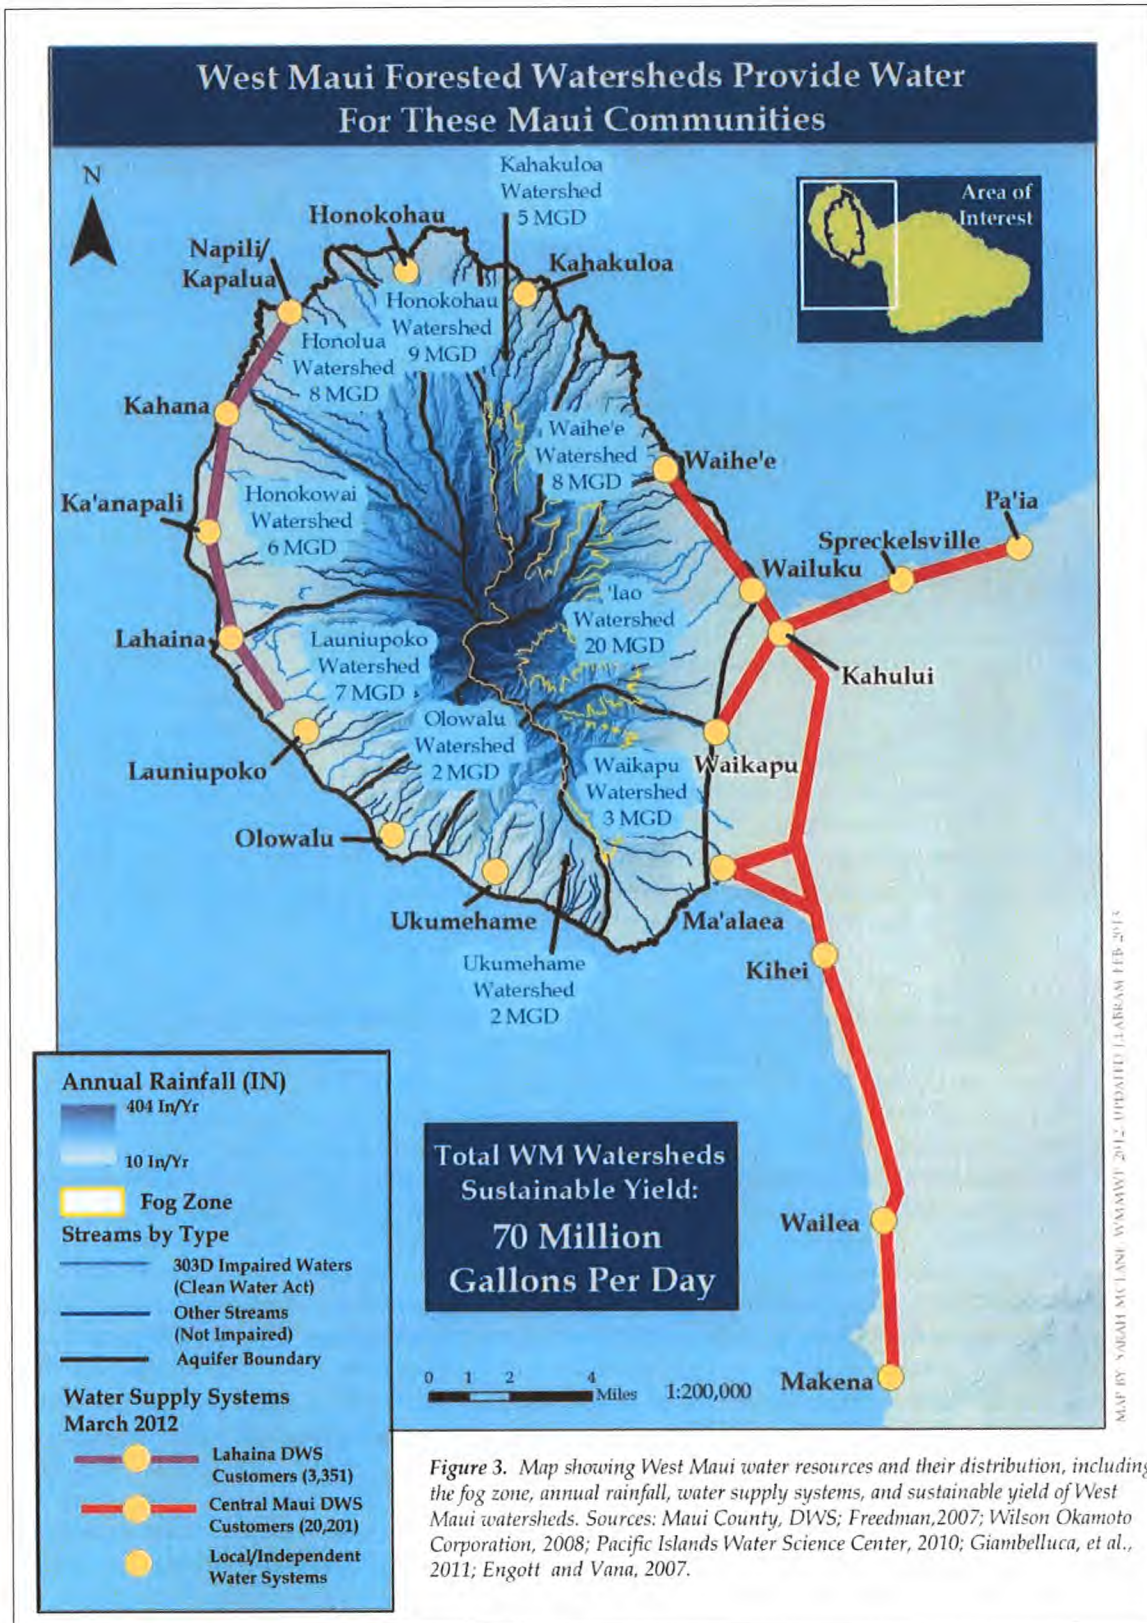 West Maui Forested Watersheds Provide Water
For These Maui Communities
N
Kahakuloa
Watershed
5 MGD
Area of
Interest
Honokohau
Napili/
Kapalua
Kahakuloa
Honokohau
Watershed
9 MGD
Honolua
Watershed
8 MGD
Kahana
Waihe'e
Watershed
8 MGD
Waihe'e
Ka'anapali
Honokowai
Watershed
6 MGD
Pa'ia
Spreckelsville
Wailuku
'Iao
Watershed
20 MGD
Lahaina
Launiupoko
Watershed
7 MGD
Kahului
Olowalu
Watershed
2 MGD
Launiupoko
Waikapu
Watershed
3 MGD
Waikapu
Olowalu
Ukumehame
Ma'alaea
Kihei
Ukumehame
Watershed
2 MGD
Annual Rainfall (IN)
404 In/Yr
10 In/Yr
Fog Zone
Streams by Type
303D Impaired Waters
(Clean Water Act)
Other Streams
(Not Impaired)
Aquifer Boundary
Water Supply Systems
March 2012
Lahaina DWS
Customers (3,351)
Central Maui DWS
Customers (20,201)
Local/Independent
Water Systems
Total WM Watersheds
Sustainable Yield:
70 Million
Gallons Per Day
Wailea
Makena
0 1 2 4
Miles 1:200,000
MAP BY SARAH MCLANE WMMWP 2012, UPDATED FEB 2013
Figure 3. Map showing West Maui water resources and their distribution, including
the fog zone, annual rainfall, water supply systems, and sustainable yield of West
Maui watersheds. Sources: Maui County, DWS; Freedman,2007; Wilson Okamoto
Corporation, 2008; Pacific Islands Water Science Center, 2010; Giambelluca, et al.,
2011; Engott and Vana, 2007.